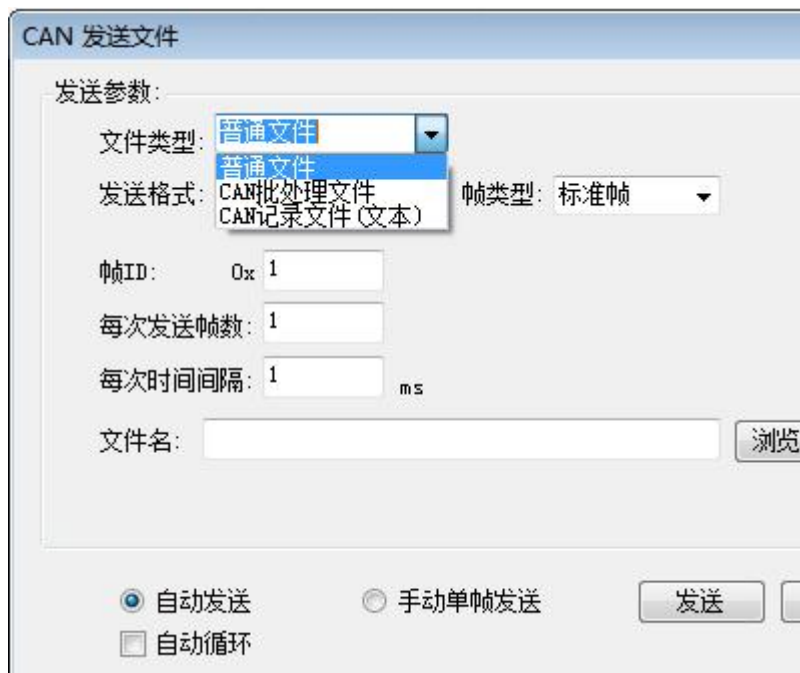 CAN 发送文件
发送参数:
文件类型: 普通文件
普通文件
CAN批处理文件
CAN记录文件(文本)
发送格式:
帧类型: 标准帧
帧ID: 0x 1
每次发送帧数: 1
每次时间间隔: 1 ms
文件名:
浏览
自动发送
手动单帧发送
发送
自动循环